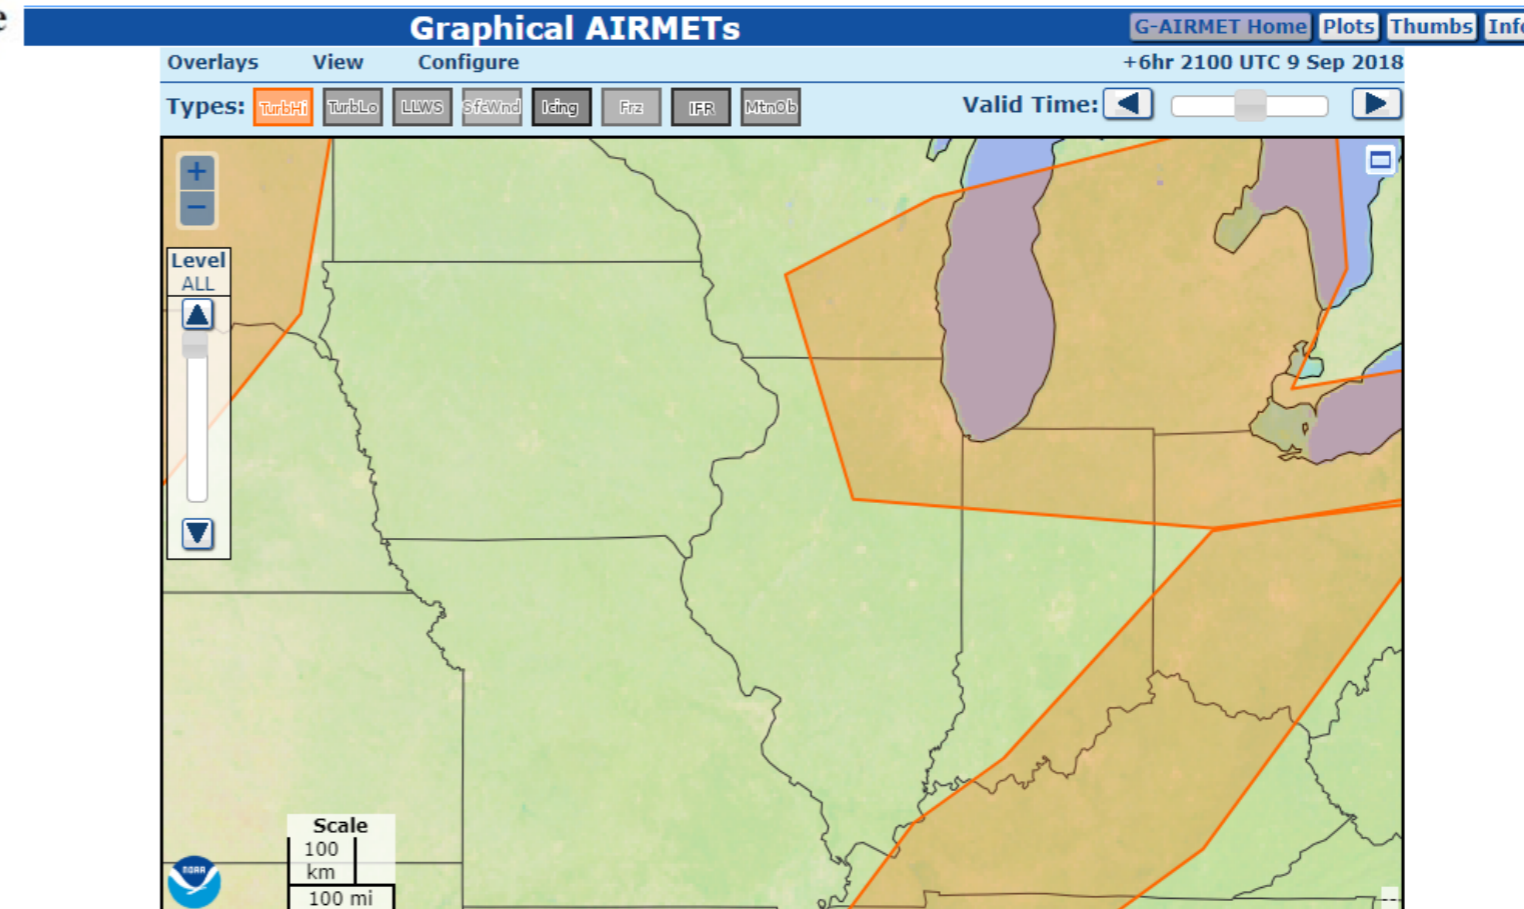 e
Graphical AIRMETs
G-AIRMET Home Plots Thumbs Info
Overlays View Configure +6hr 2100 UTC 9 Sep 2018
Types: TurbHi TurbLo LLWS SfcWnd Icing Frz IFR MtnOb Valid Time:
+
−
Level
ALL
Scale
100
km
100 mi
NOAA